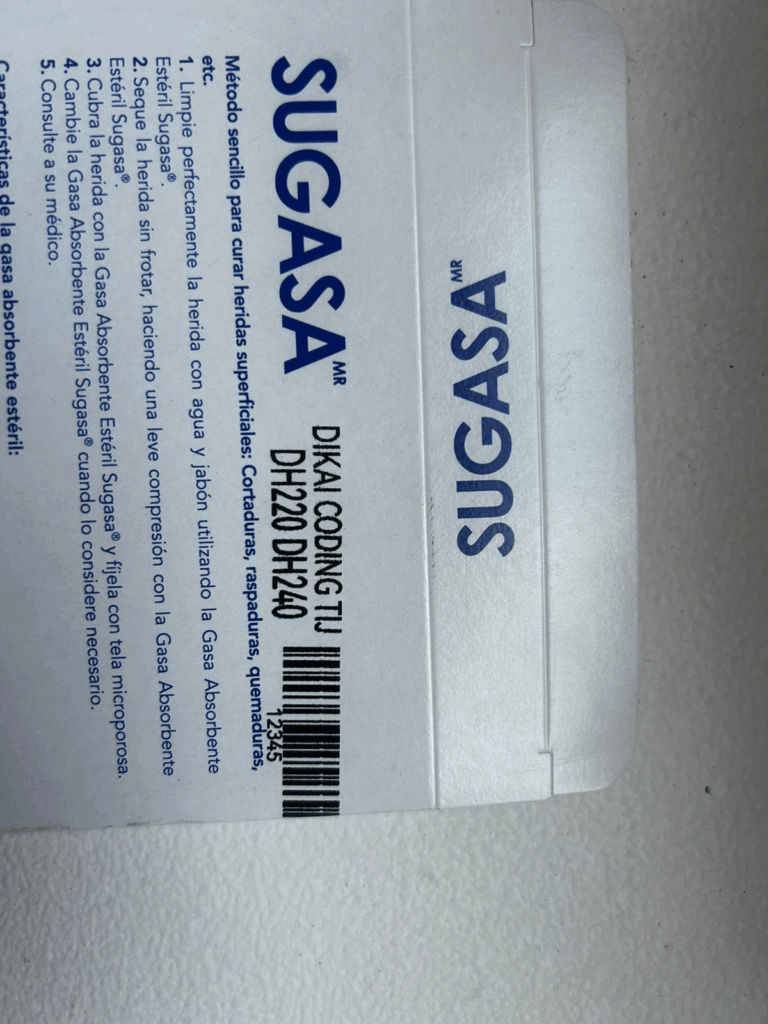 SUGASA MR
SUGASA MR
DIKAI CODING TIJ
DH220 DH240
12345
Método sencillo para curar heridas superficiales: Cortaduras, raspaduras, quemaduras,
etc.
1. Limpie perfectamente la herida con agua y jabón utilizando la Gasa Absorbente
Estéril Sugasa®.
2. Seque la herida sin frotar, haciendo una leve compresión con la Gasa Absorbente
Estéril Sugasa®.
3. Cubra la herida con la Gasa Absorbente Estéril Sugasa® y fíjela con tela microporosa.
4. Cambie la Gasa Absorbente Estéril Sugasa® cuando lo considere necesario.
5. Consulte a su médico.
Características de la gasa absorbente estéril: